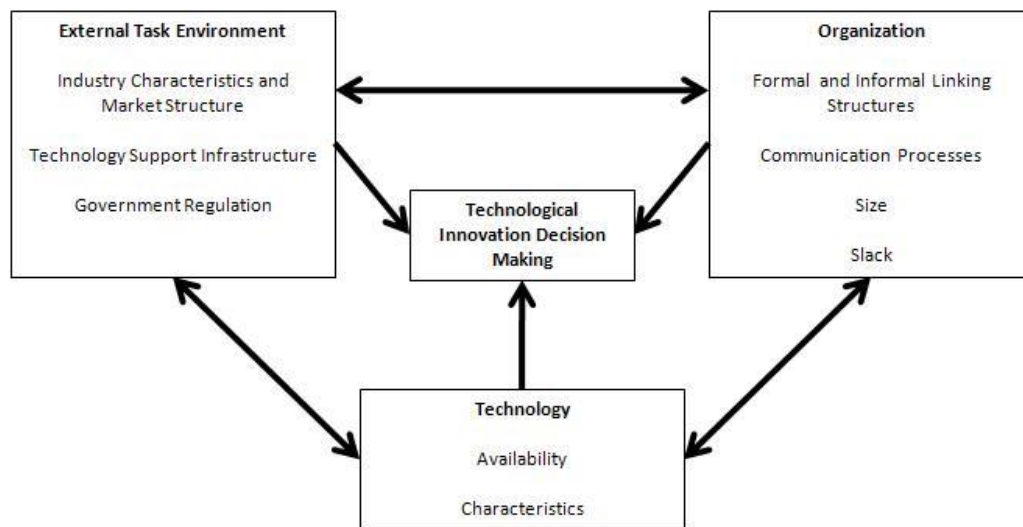 External Task Environment
Industry Characteristics and
Market Structure
Technology Support Infrastructure
Government Regulation
Organization
Formal and Informal Linking
Structures
Communication Processes
Size
Slack
Technological
Innovation Decision
Making
Technology
Availability
Characteristics